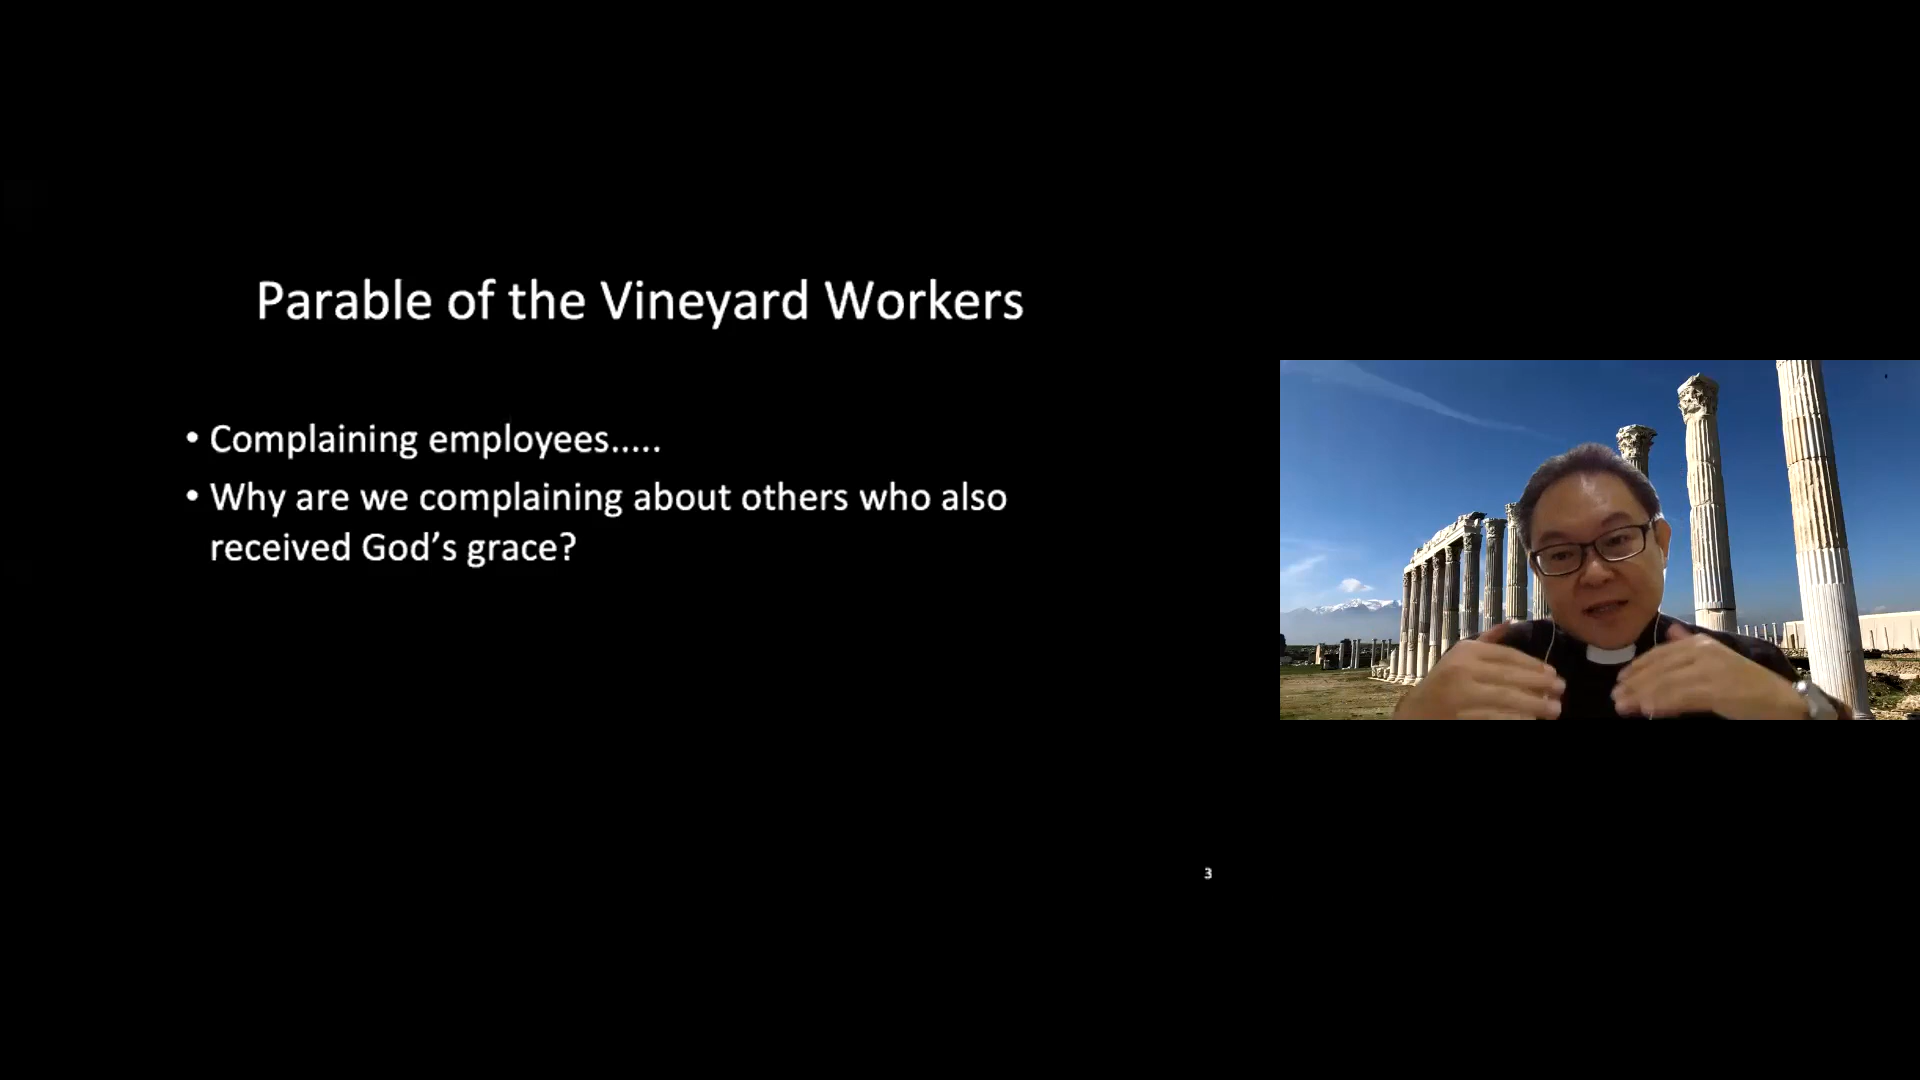 Parable of the Vineyard Workers
• Complaining employees.....
• Why are we complaining about others who also
received God’s grace?
3